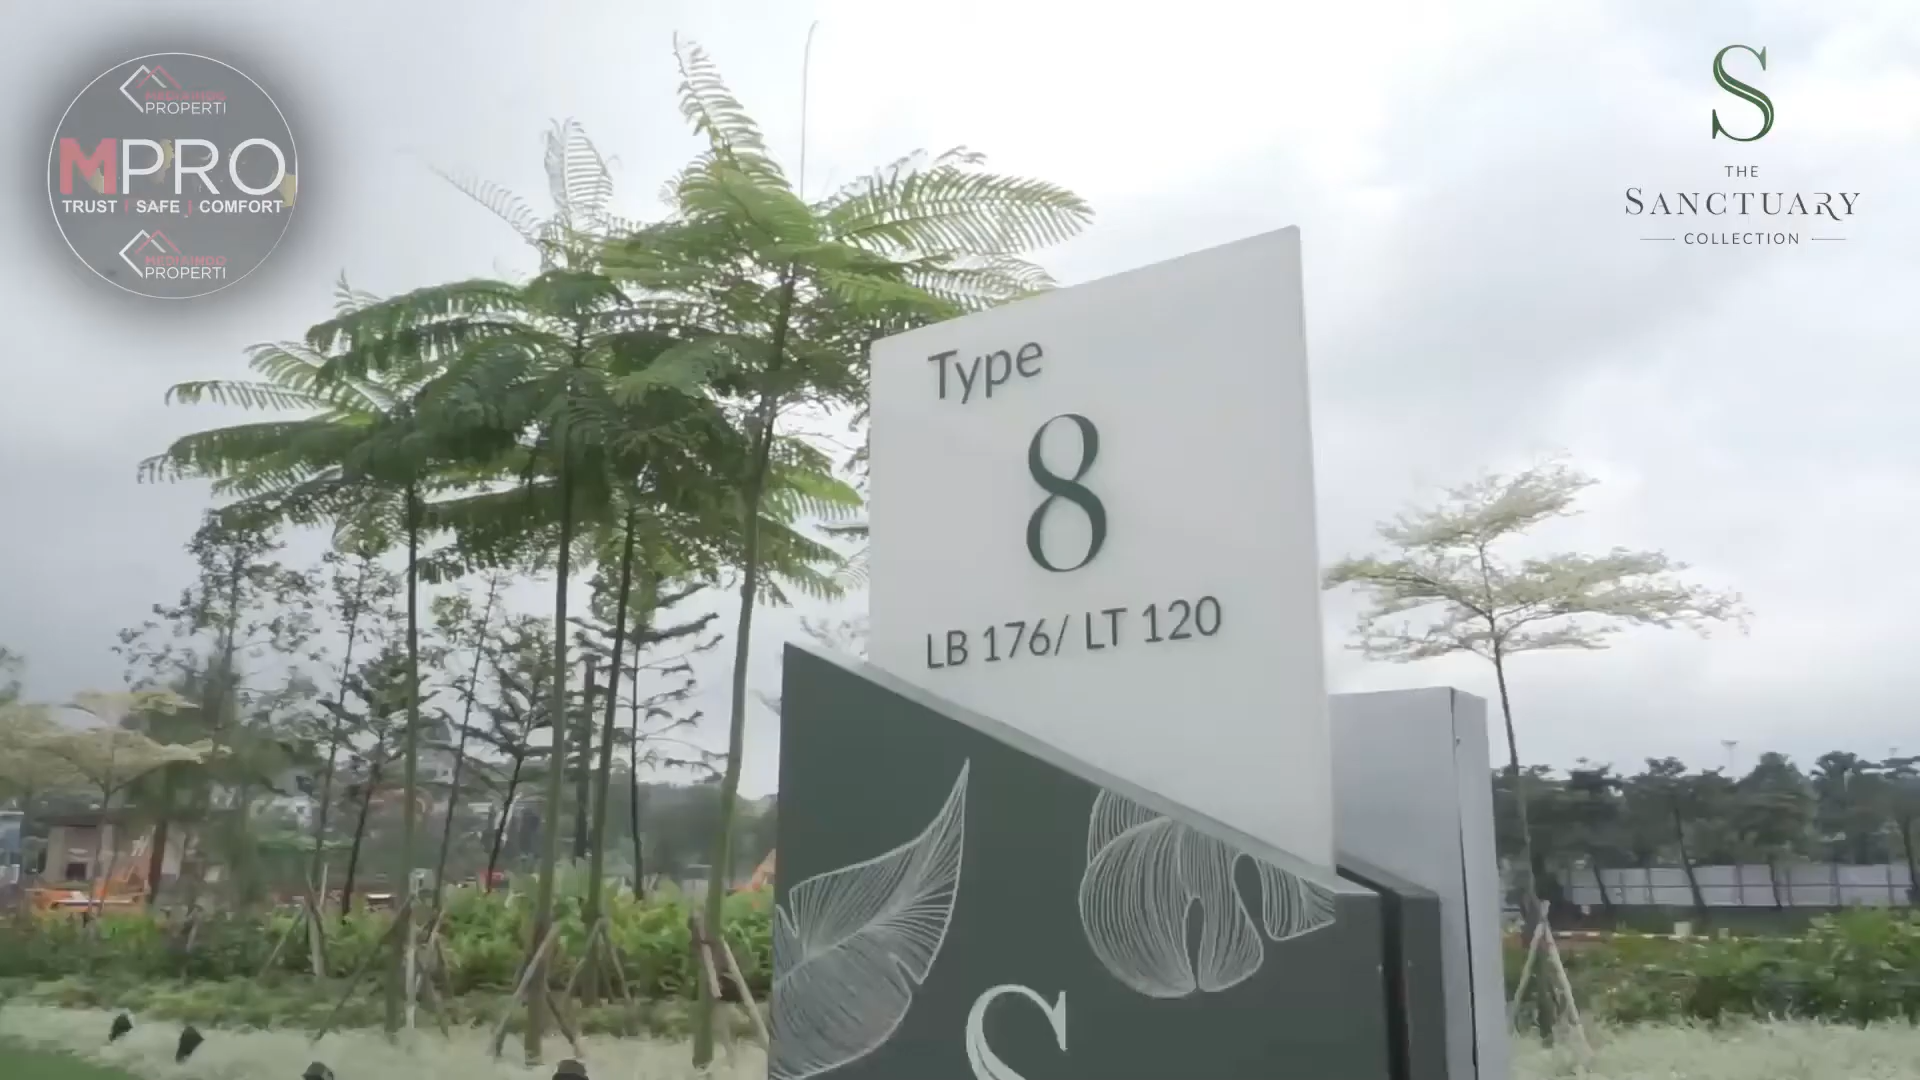 MEDIAINDO
PROPERTI
MPRO
TRUST | SAFE | COMFORT
MEDIAINDO
PROPERTI
S
THE
SANCTUARY
COLLECTION
Type
8
LB 176/ LT 120
S